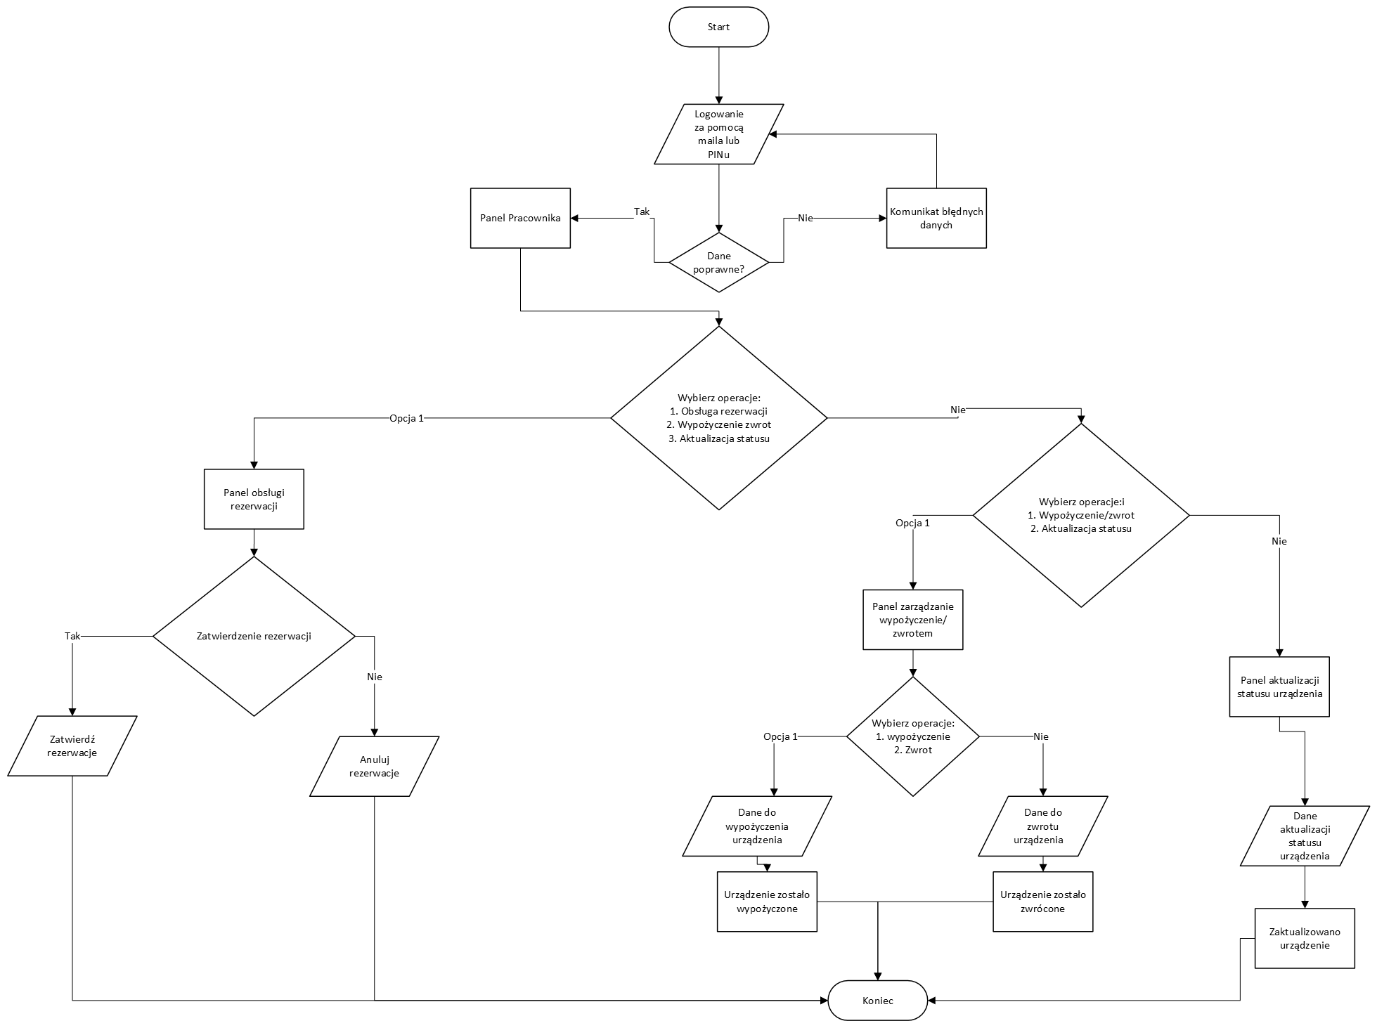 Start
Logowanie
za pomocą
maila lub
PINu
Panel Pracownika
Tak
Nie
Komunikat błędnych
danych
Dane
poprawne?
Wybierz operacje:
1. Obsługa rezerwacji
2. Wypożyczenie zwrot
3. Aktualizacja statusu
Opcja 1
Nie
Panel obsługi
rezerwacji
Wybierz operacje:i
1. Wypożyczenie/zwrot
2. Aktualizacja statusu
Opcja 1
Nie
Panel zarządzanie
wypożyczenie/
zwrotem
Zatwierdzenie rezerwacji
Tak
Nie
Panel aktualizacji
statusu urządzenia
Zatwierdź
rezerwacje
Anuluj
rezerwacje
Wybierz operacje:
1. wypożyczenie
2. Zwrot
Opcja 1
Nie
Dane do
wypożyczenia
urządzenia
Dane do
zwrotu
urządzenia
Dane
aktualizacji
statusu
urządzenia
Urządzenie zostało
wypożyczone
Urządzenie zostało
zwrócone
Zaktualizowano
urządzenie
Koniec